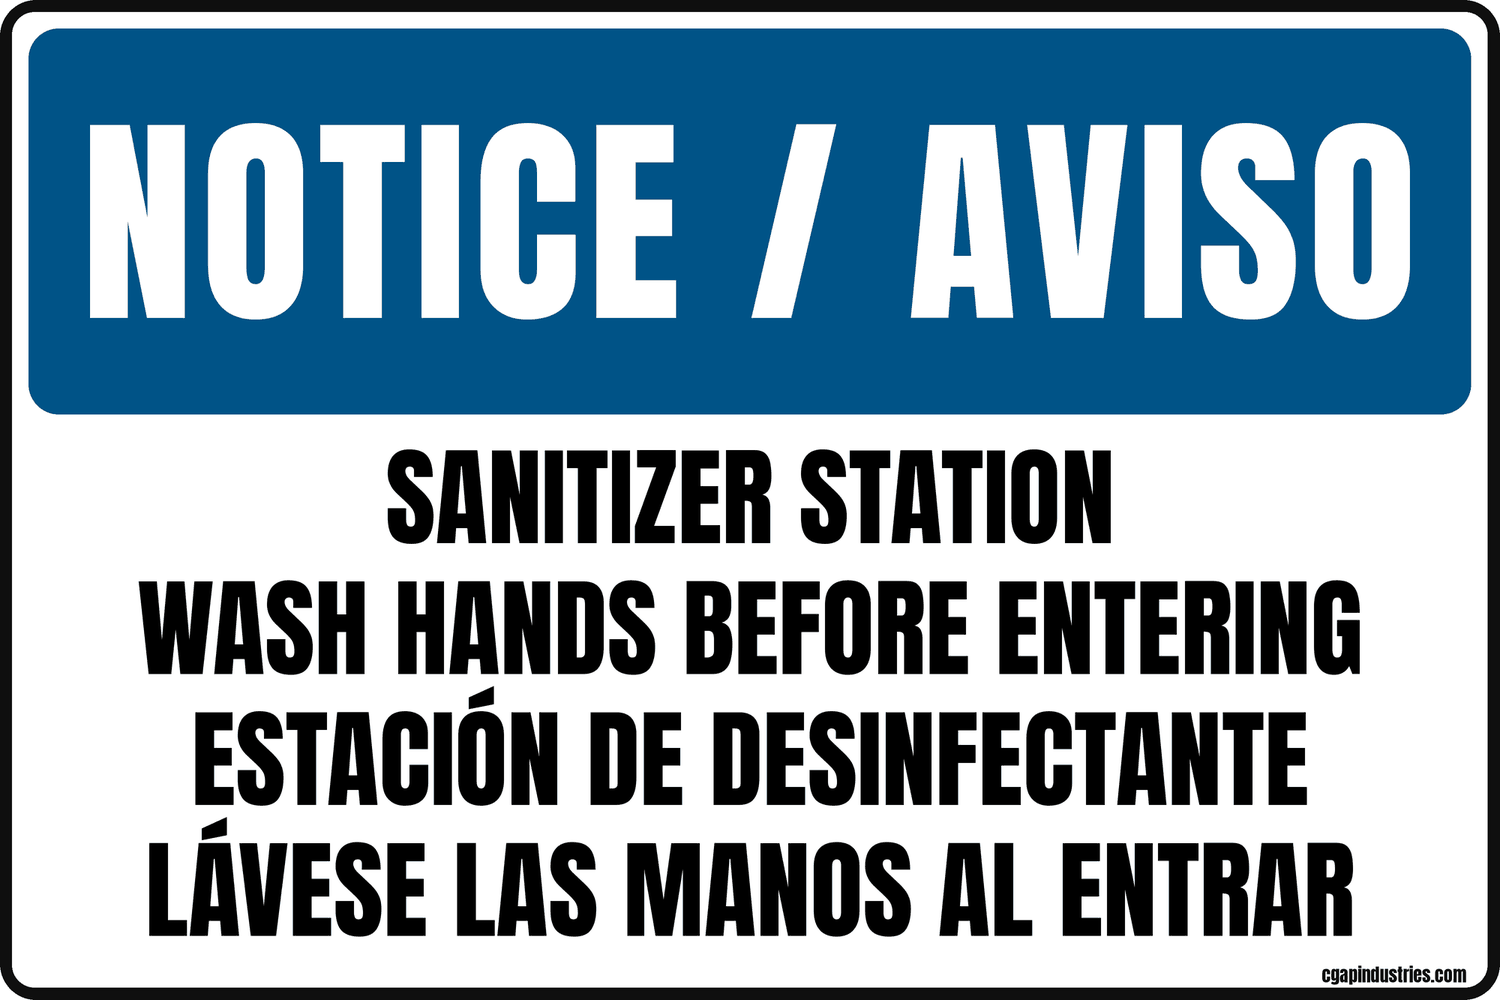 NOTICE / AVISO
SANITIZER STATION
WASH HANDS BEFORE ENTERING
ESTACIÓN DE DESINFECTANTE
LÁVESE LAS MANOS AL ENTRAR
cgapindustries.com